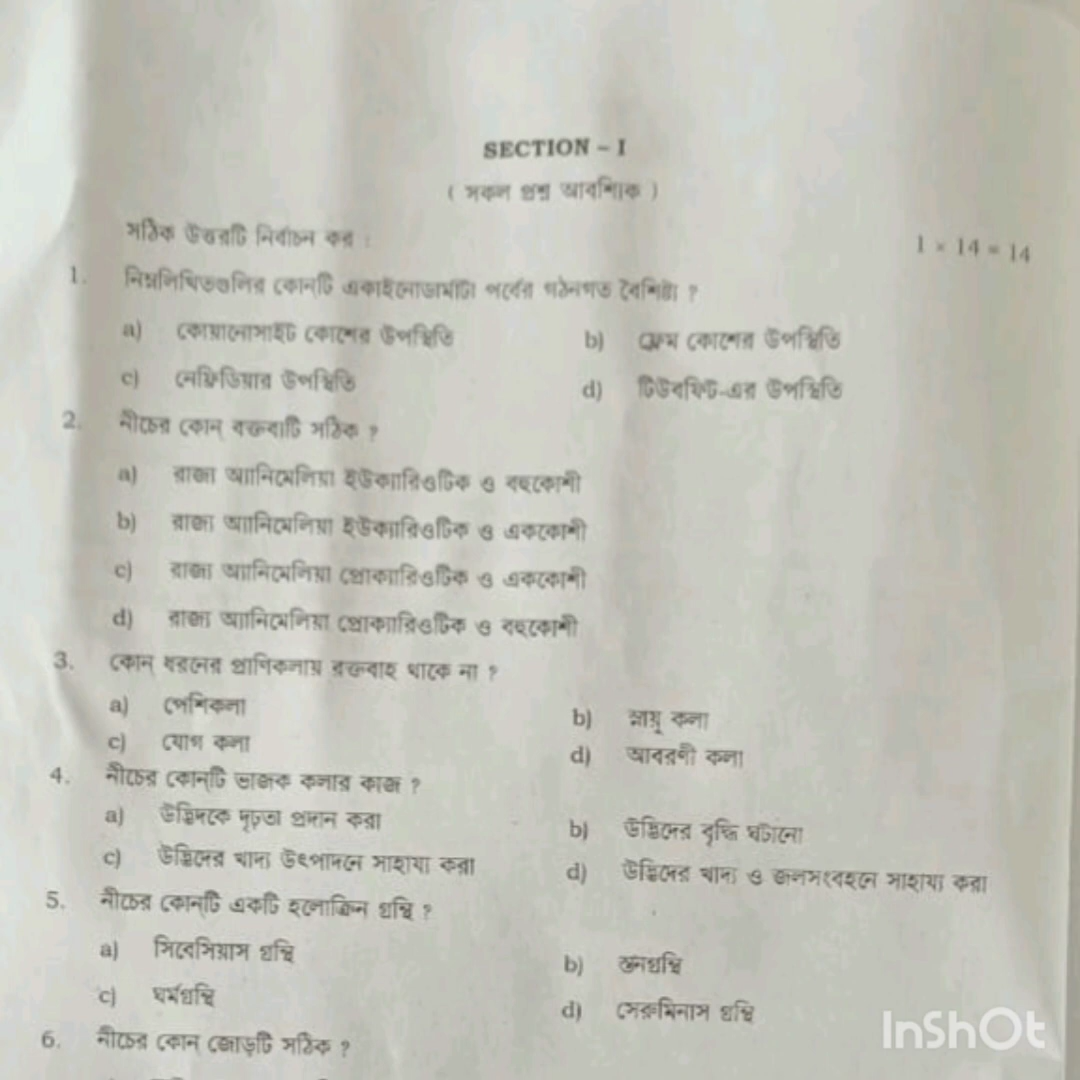 SECTION – I
( সকল প্রশ্ন আবশ্যিক )
সঠিক উত্তরটি নির্বাচন কর :
1 × 14 = 14
1. নিম্নলিখিতগুলির কোন্‌টি একাইনোডার্মাটা পর্বের গঠনগত বৈশিষ্ট্য ?
a) কোয়ানোসাইট কোশের উপস্থিতি b) ফ্লেম কোশের উপস্থিতি
c) নেফ্রিডিয়ার উপস্থিতি d) টিউবফিট-এর উপস্থিতি
2. নীচের কোন্ বক্তব্যটি সঠিক ?
a) রাজ্য অ্যানিমেলিয়া ইউক্যারিওটিক ও বহুকোশী
b) রাজ্য অ্যানিমেলিয়া ইউক্যারিওটিক ও এককোশী
c) রাজ্য অ্যানিমেলিয়া প্রোক্যারিওটিক ও এককোশী
d) রাজ্য অ্যানিমেলিয়া প্রোক্যারিওটিক ও বহুকোশী
3. কোন্ ধরনের প্রাণিকলায় রক্তবাহ থাকে না ?
a) পেশিকলা b) স্নায়ু কলা
c) যোগ কলা d) আবরণী কলা
4. নীচের কোন্‌টি ভাজক কলার কাজ ?
a) উদ্ভিদকে দৃঢ়তা প্রদান করা b) উদ্ভিদের বৃদ্ধি ঘটানো
c) উদ্ভিদের খাদ্য উৎপাদনে সাহায্য করা d) উদ্ভিদের খাদ্য ও জলসংবহনে সাহায্য করা
5. নীচের কোন্‌টি একটি হলোক্রিন গ্রন্থি ?
a) সিবেসিয়াস গ্রন্থি b) স্তনগ্রন্থি
c) ঘর্মগ্রন্থি d) সেরুমিনাস গ্রন্থি
6. নীচের কোন্ জোড়টি সঠিক ?
InShOt